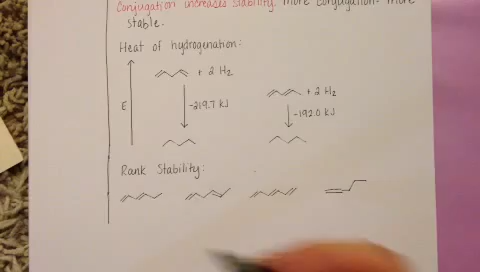 Conjugation increases stability. More conjugation = more
stable.
Heat of hydrogenation:
+ 2 H₂
E
-219.7 kJ
+ 2 H₂
-192.0 kJ
Rank Stability: